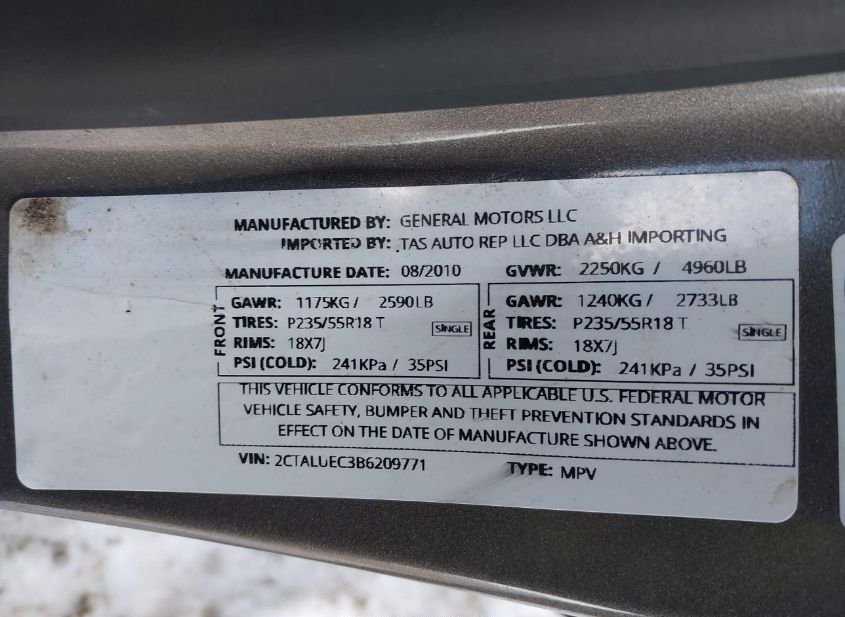 MANUFACTURED BY: GENERAL MOTORS LLC
IMPORTED BY: TAS AUTO REP LLC DBA A&H IMPORTING
MANUFACTURE DATE: 08/2010 GVWR: 2250KG / 4960LB
FRONT
GAWR: 1175KG / 2590LB
TIRES: P235/55R18 T SINGLE
RIMS: 18X7J
PSI (COLD): 241KPa / 35PSI
REAR
GAWR: 1240KG / 2733LB
TIRES: P235/55R18 T SINGLE
RIMS: 18X7J
PSI (COLD): 241KPa / 35PSI
THIS VEHICLE CONFORMS TO ALL APPLICABLE U.S. FEDERAL MOTOR
VEHICLE SAFETY, BUMPER AND THEFT PREVENTION STANDARDS IN
EFFECT ON THE DATE OF MANUFACTURE SHOWN ABOVE.
VIN: 2CTALUEC3B6209771 TYPE: MPV